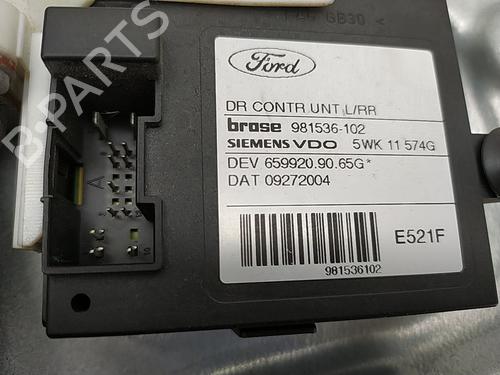 GB30 <
Ford
DR CONTR UNT L/RR
brose 981536-102
SIEMENS VDO 5WK 11 574G
DEV 659920.90.65G*
DAT 09272004
E521F
981536102
A
B-PARTS